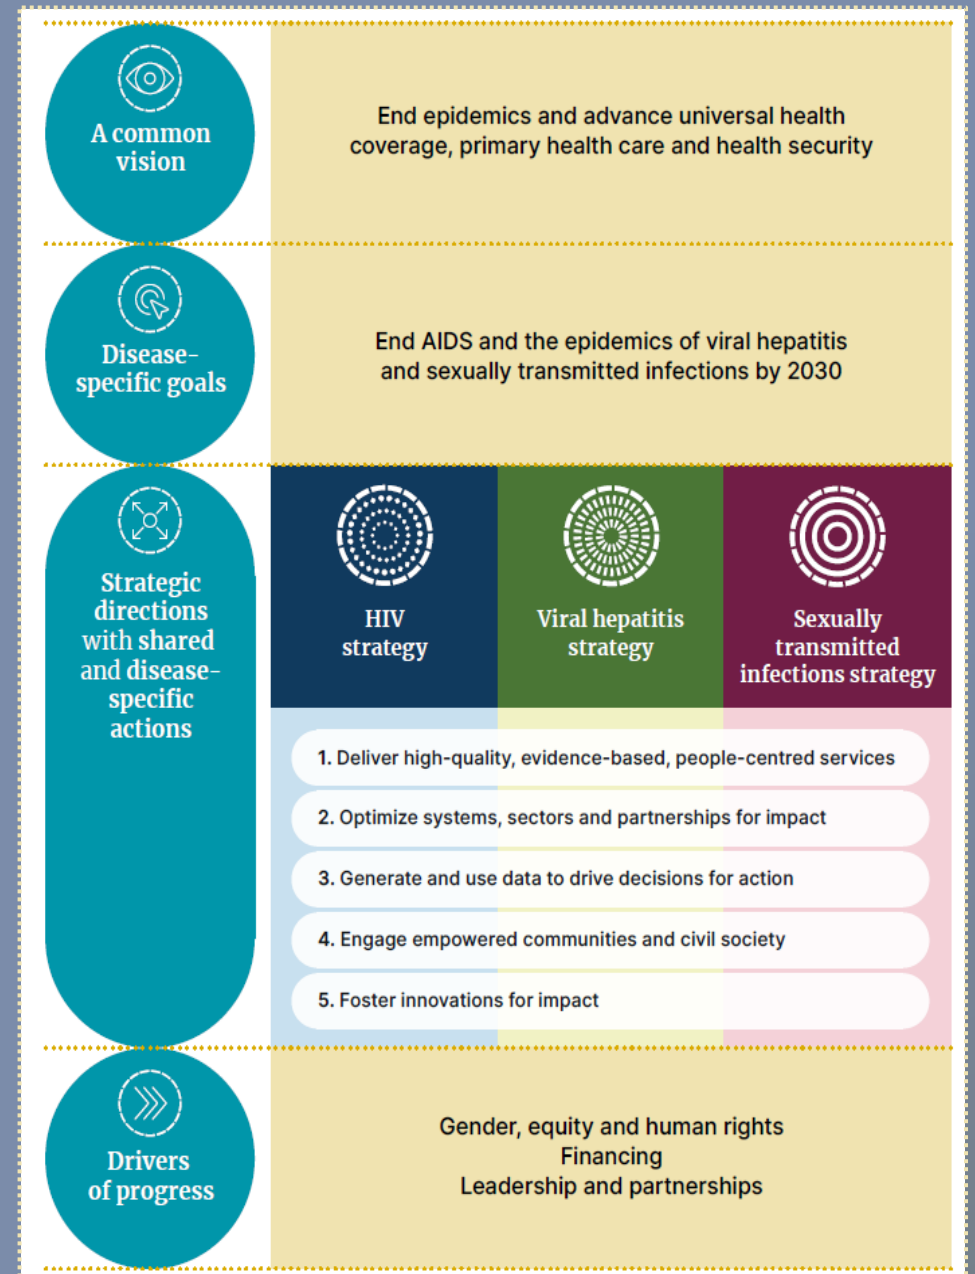 A common
vision
End epidemics and advance universal health
coverage, primary health care and health security
Disease-
specific goals
End AIDS and the epidemics of viral hepatitis
and sexually transmitted infections by 2030
Strategic
directions
with shared
and disease-
specific
actions
HIV
strategy
Viral hepatitis
strategy
Sexually
transmitted
infections strategy
1. Deliver high-quality, evidence-based, people-centred services
2. Optimize systems, sectors and partnerships for impact
3. Generate and use data to drive decisions for action
4. Engage empowered communities and civil society
5. Foster innovations for impact
Drivers
of progress
Gender, equity and human rights
Financing
Leadership and partnerships